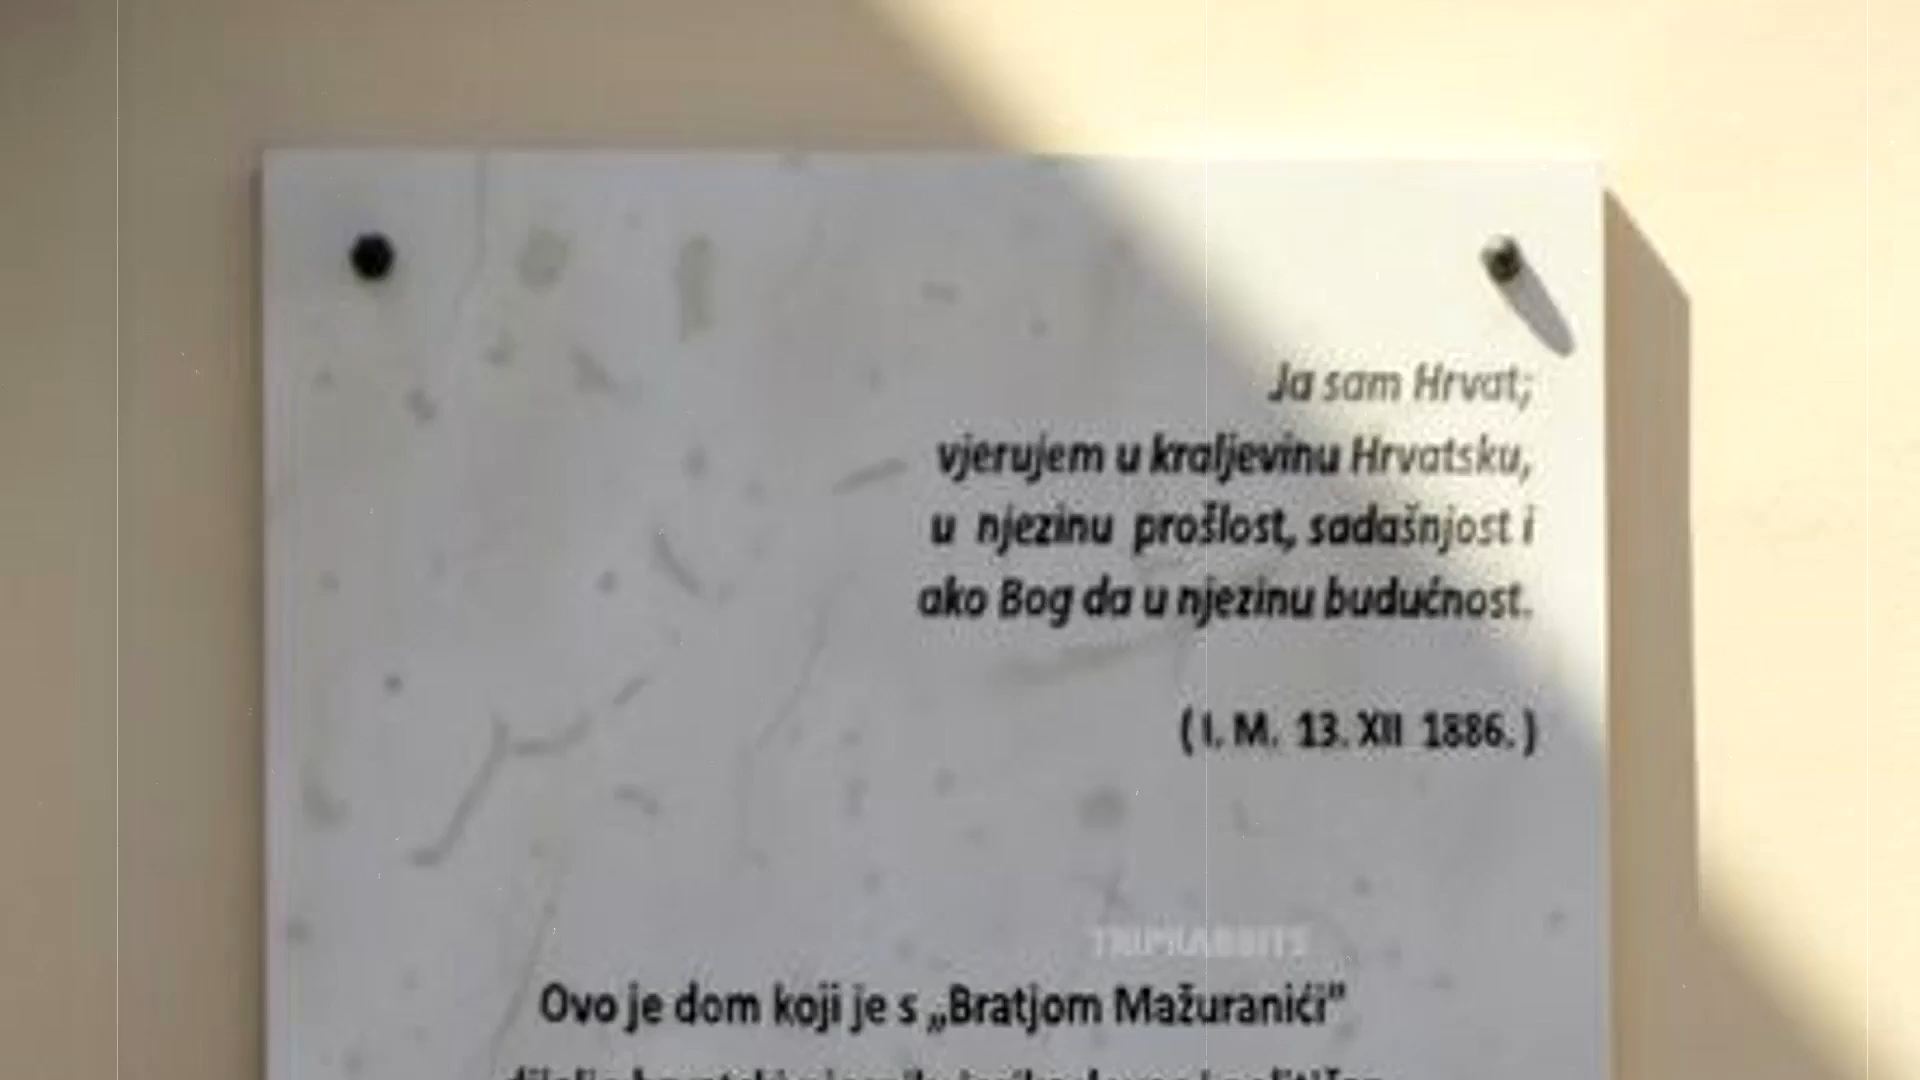 Ja sam Hrvat;
vjerujem u kraljevinu Hrvatsku,
u njezinu prošlost, sadašnjost i
ako Bog da u njezinu budućnost.
( I. M. 13. XII 1886. )
Ovo je dom koji je s „Bratjom Mažuranići”